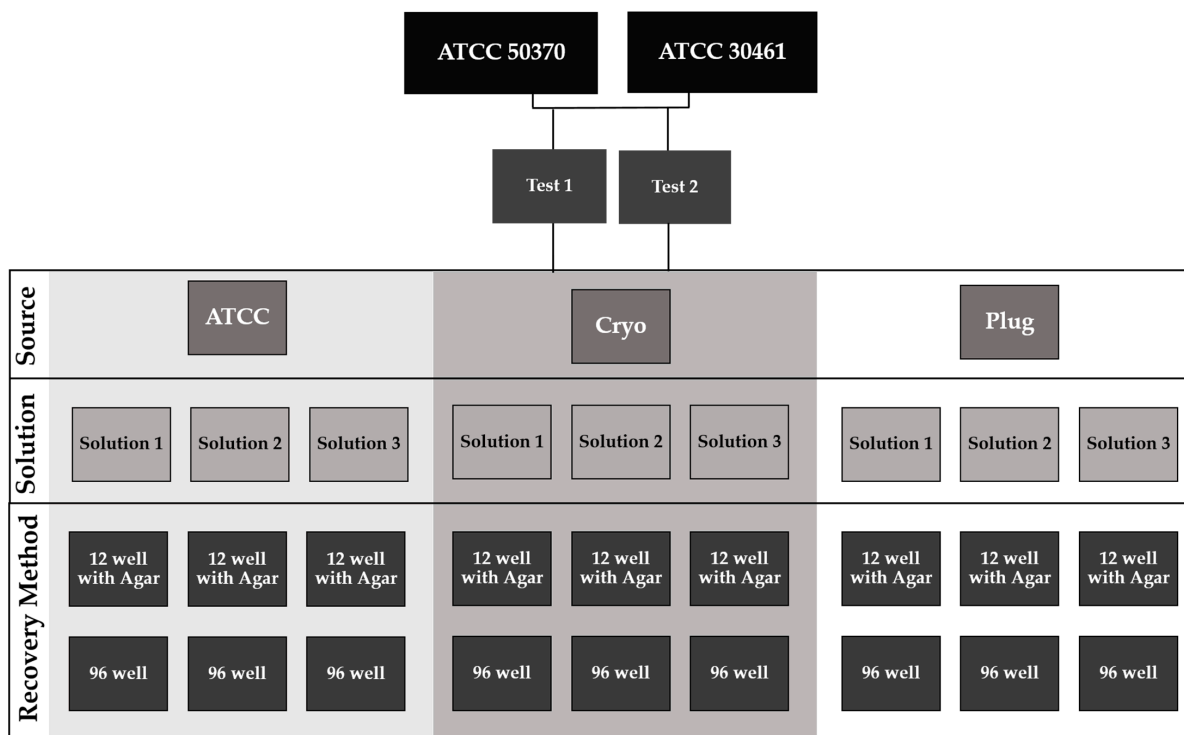 ATCC 50370
ATCC 30461
Test 1
Test 2
Source
ATCC
Cryo
Plug
Solution
Solution 1
Solution 2
Solution 3
Solution 1
Solution 2
Solution 3
Solution 1
Solution 2
Solution 3
Recovery Method
12 well
with Agar
12 well
with Agar
12 well
with Agar
12 well
with Agar
12 well
with Agar
12 well
with Agar
12 well
with Agar
12 well
with Agar
12 well
with Agar
96 well
96 well
96 well
96 well
96 well
96 well
96 well
96 well
96 well